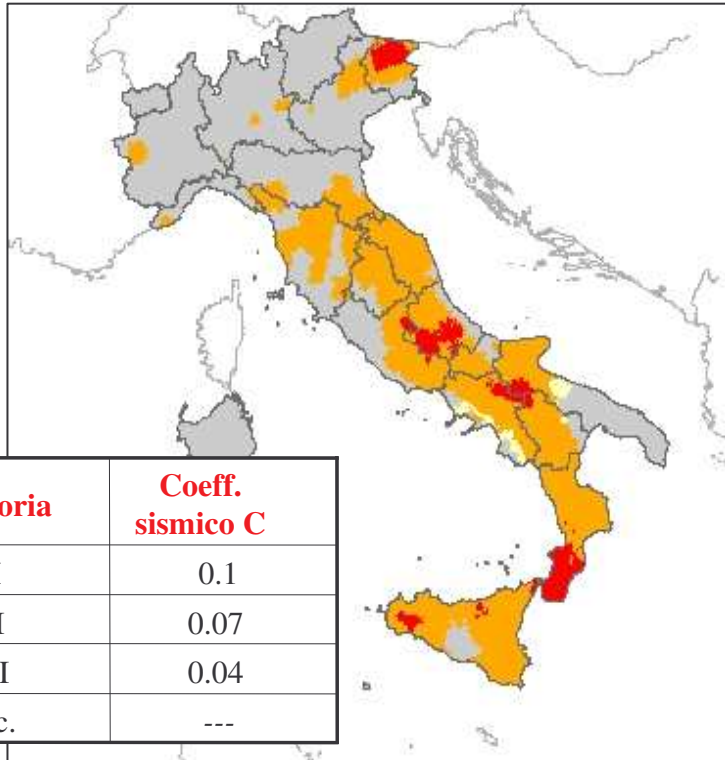 oria Coeff.
sismico C
I 0.1
I 0.07
I 0.04
c. ---